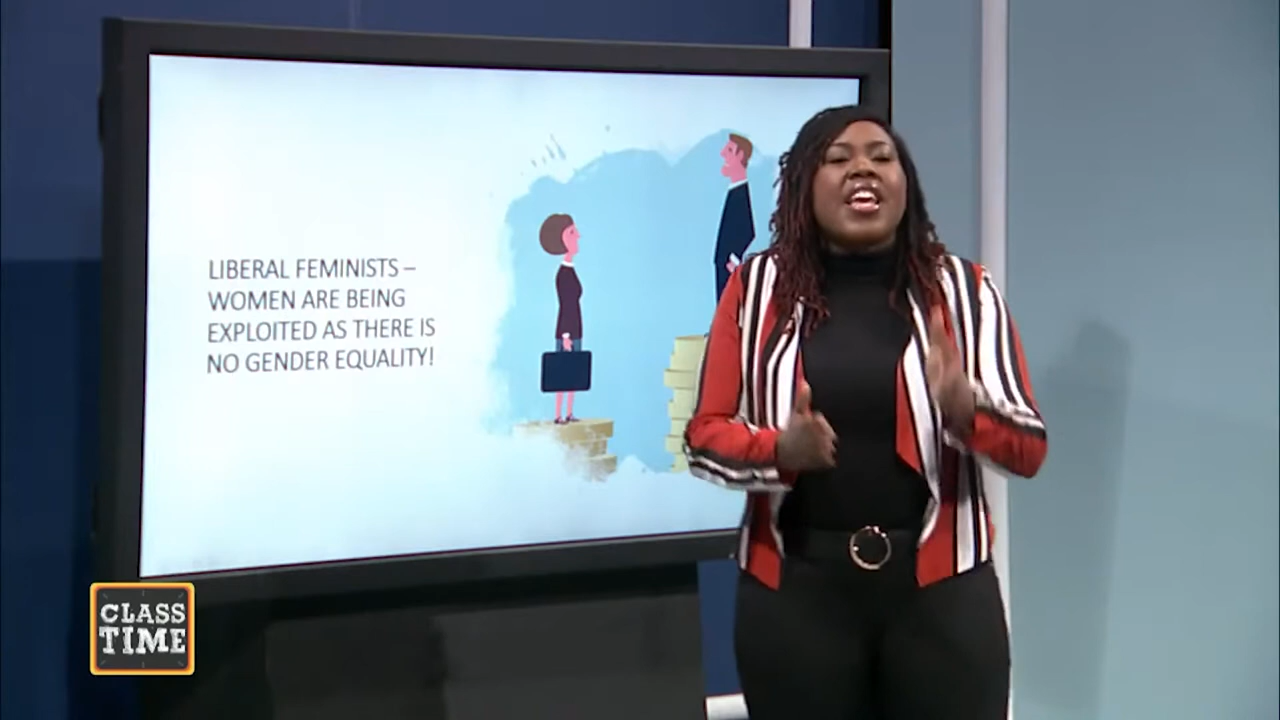 LIBERAL FEMINISTS –
WOMEN ARE BEING
EXPLOITED AS THERE IS
NO GENDER EQUALITY!
CLASS
TIME